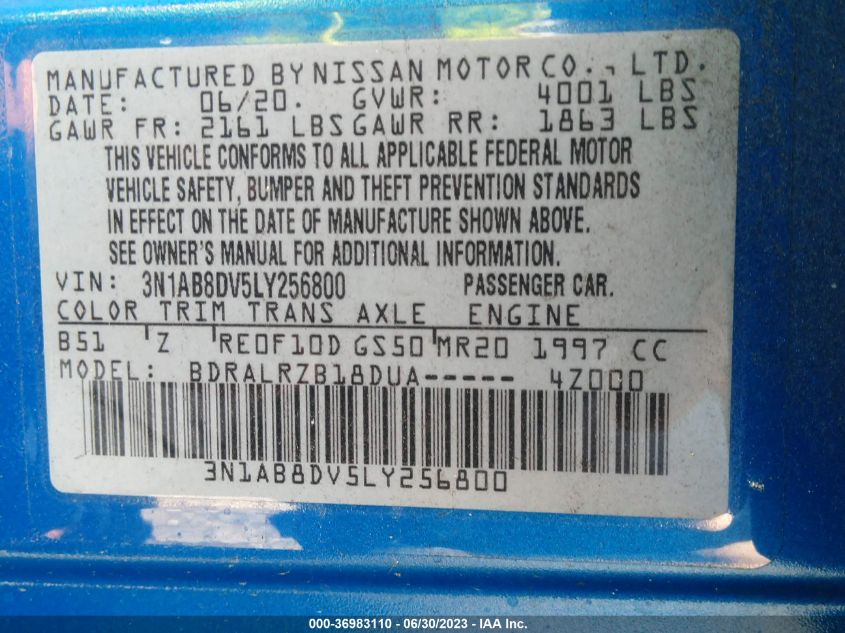 MANUFACTURED BY NISSAN MOTOR CO., LTD.
DATE: 06/20. GVWR: 4001 LBS
GAWR FR: 2161 LBS GAWR RR: 1863 LBS
THIS VEHICLE CONFORMS TO ALL APPLICABLE FEDERAL MOTOR
VEHICLE SAFETY, BUMPER AND THEFT PREVENTION STANDARDS
IN EFFECT ON THE DATE OF MANUFACTURE SHOWN ABOVE.
SEE OWNER'S MANUAL FOR ADDITIONAL INFORMATION.
VIN: 3N1AB8DV5LY256800 PASSENGER CAR.
COLOR TRIM TRANS AXLE ENGINE
B51 Z RE0F10D GS50 MR20 1997 CC
MODEL: BDRALRZB18DUA----- 4Z000
3N1AB8DV5LY256800
000-36983110 - 06/30/2023 - IAA Inc.